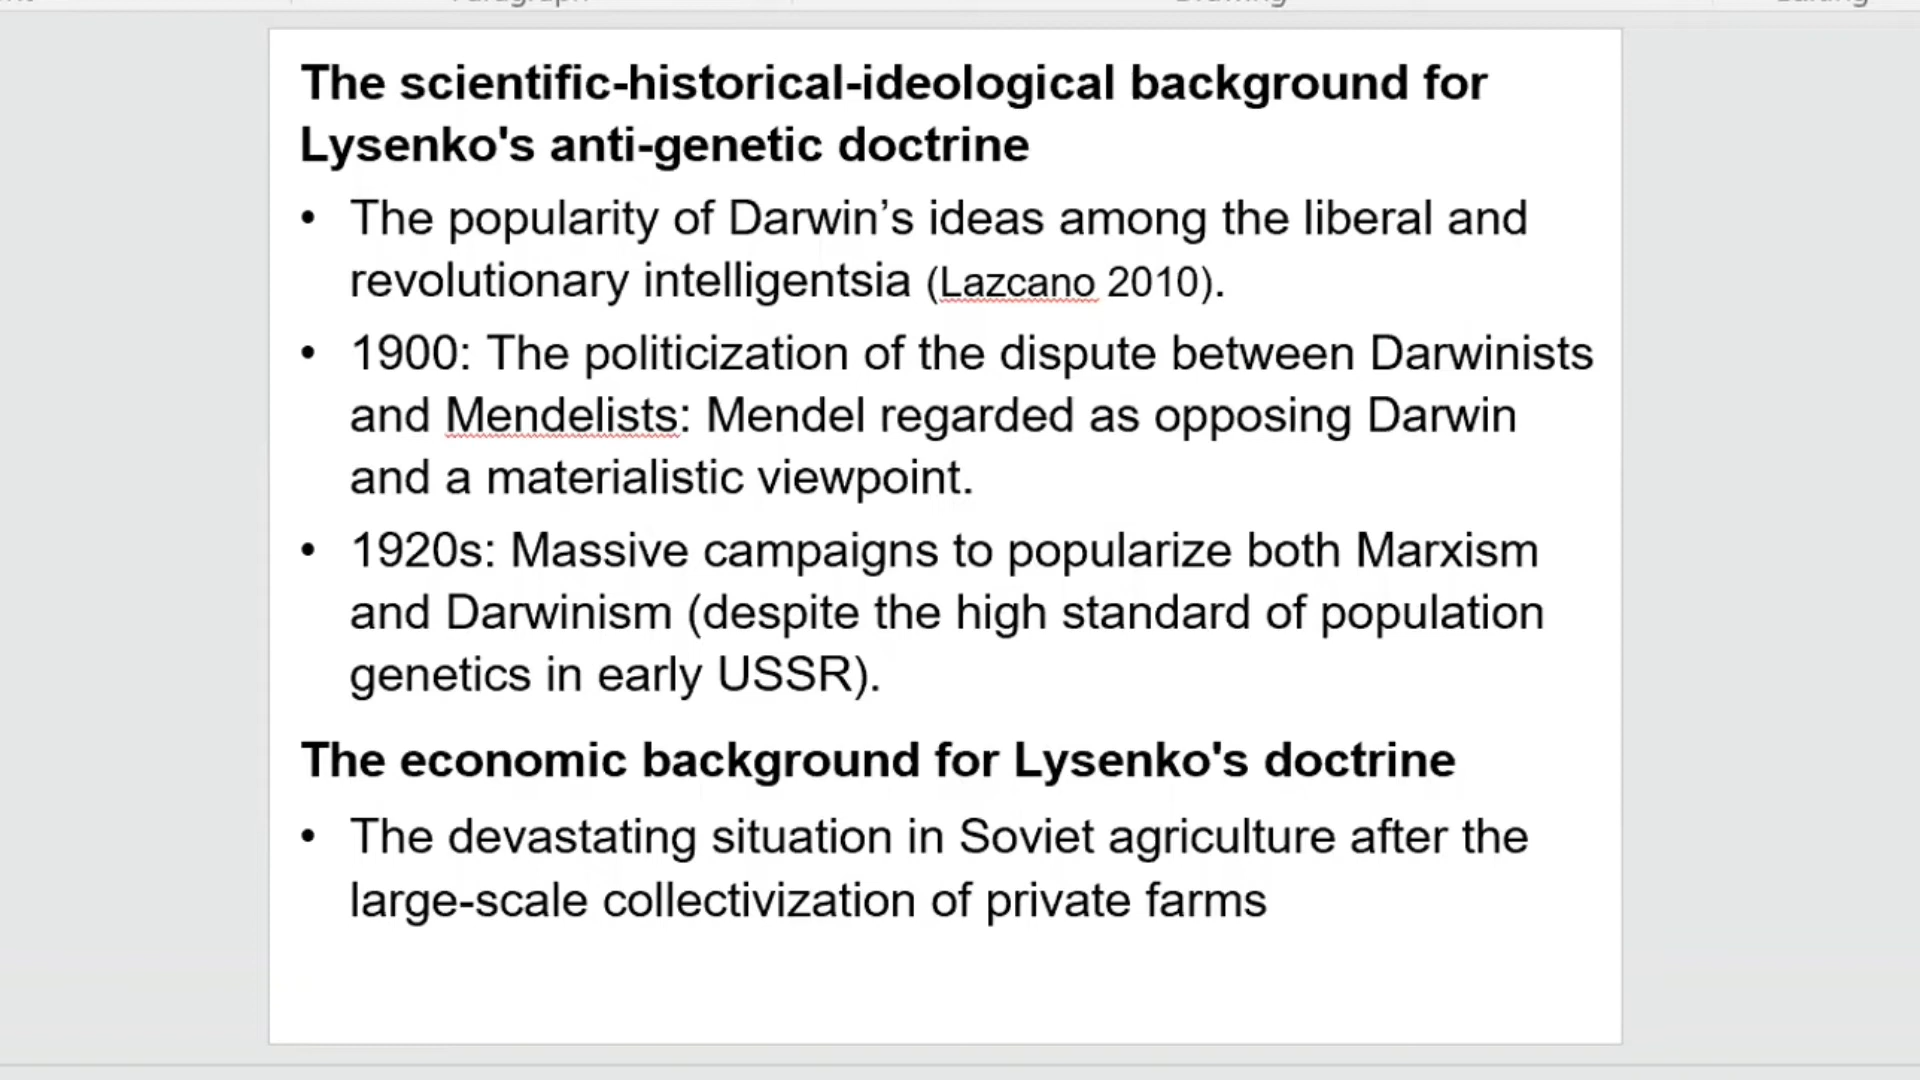 The scientific-historical-ideological background for
Lysenko's anti-genetic doctrine
• The popularity of Darwin’s ideas among the liberal and
revolutionary intelligentsia (Lazcano 2010).
• 1900: The politicization of the dispute between Darwinists
and Mendelists: Mendel regarded as opposing Darwin
and a materialistic viewpoint.
• 1920s: Massive campaigns to popularize both Marxism
and Darwinism (despite the high standard of population
genetics in early USSR).
The economic background for Lysenko's doctrine
• The devastating situation in Soviet agriculture after the
large-scale collectivization of private farms